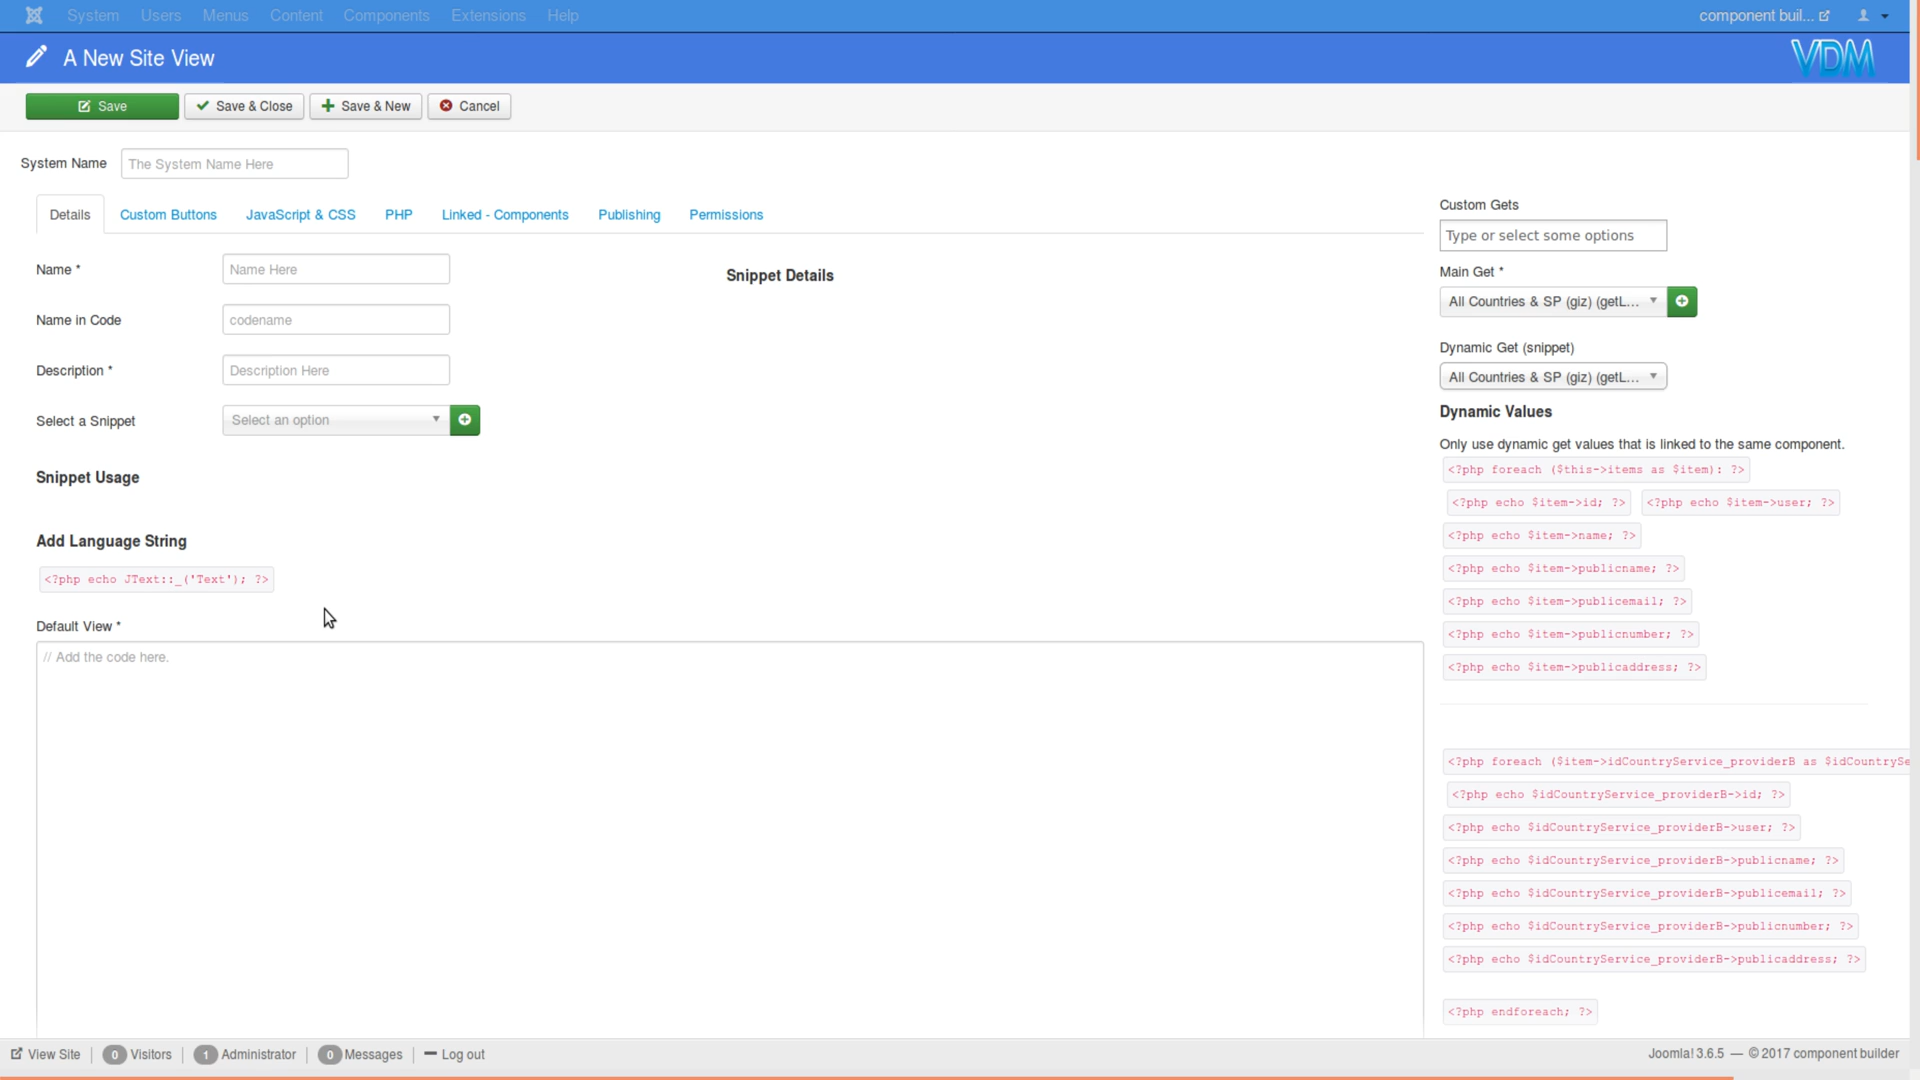 System Users Menus Content Components Extensions Help component buil...
A New Site View VDM
Save Save & Close Save & New Cancel
System Name The System Name Here
Details Custom Buttons JavaScript & CSS PHP Linked - Components Publishing Permissions
Name * Name Here
Name in Code codename
Description * Description Here
Select a Snippet Select an option
Snippet Usage
Add Language String
<?php echo JText::_('Text'); ?>
Default View *
// Add the code here.
Snippet Details
Custom Gets
Type or select some options
Main Get *
All Countries & SP (giz) (getL...
Dynamic Get (snippet)
All Countries & SP (giz) (getL...
Dynamic Values
Only use dynamic get values that is linked to the same component.
<?php foreach ($this->items as $item): ?>
<?php echo $item->id; ?> <?php echo $item->user; ?>
<?php echo $item->name; ?>
<?php echo $item->publicname; ?>
<?php echo $item->publicemail; ?>
<?php echo $item->publicnumber; ?>
<?php echo $item->publicaddress; ?>
<?php foreach ($item->idCountryService_providerB as $idCountrySe
<?php echo $idCountryService_providerB->id; ?>
<?php echo $idCountryService_providerB->user; ?>
<?php echo $idCountryService_providerB->publicname; ?>
<?php echo $idCountryService_providerB->publicemail; ?>
<?php echo $idCountryService_providerB->publicnumber; ?>
<?php echo $idCountryService_providerB->publicaddress; ?>
<?php endforeach; ?>
View Site 0 Visitors 1 Administrator 0 Messages Log out Joomla! 3.6.5 — © 2017 component builder